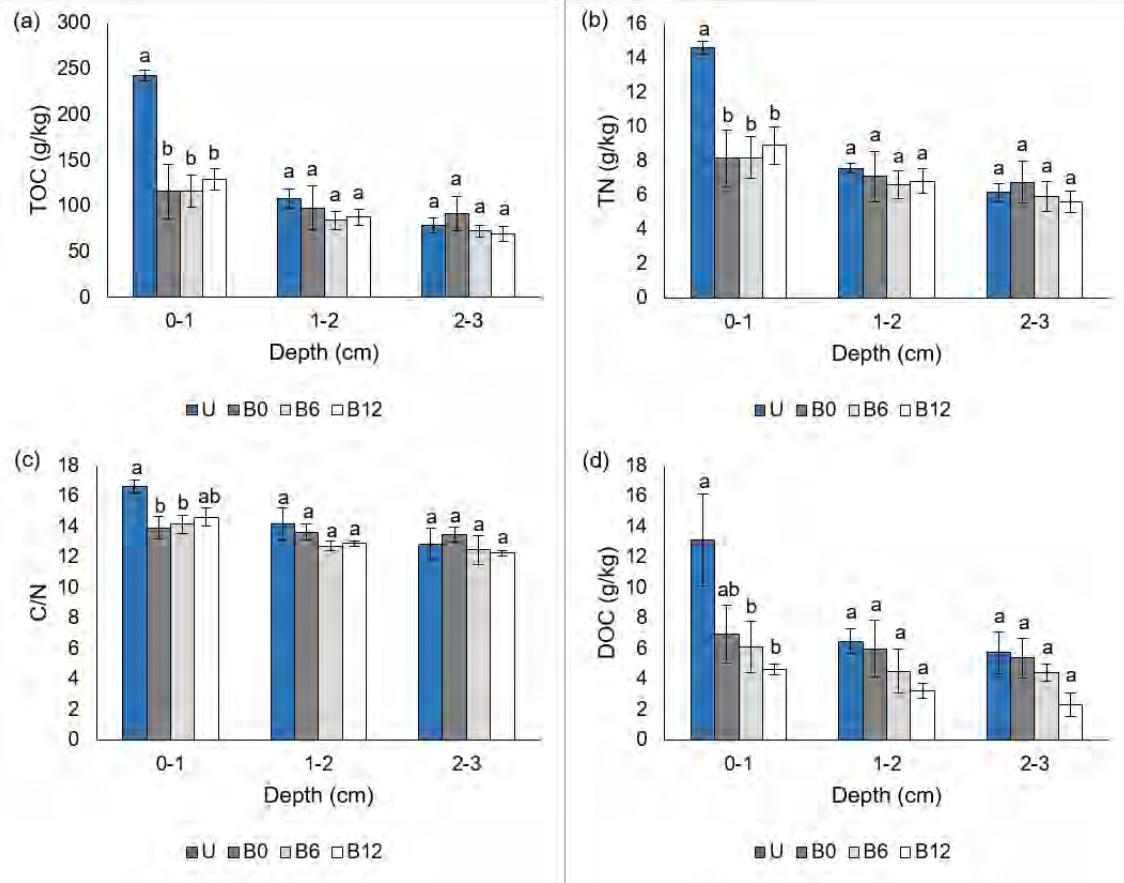 (a)
300
250
200
150
100
50
0
TOC (g/kg)
a
b
b
b
a
a
a
a
a
a
a
a
0-1
1-2
2-3
Depth (cm)
U B0 B6 B12
(b)
16
14
12
10
8
6
4
2
0
TN (g/kg)
a
b
b
b
a
a
a
a
a
a
a
a
0-1
1-2
2-3
Depth (cm)
U B0 B6 B12
(c)
18
16
14
12
10
8
6
4
2
0
C/N
a
b
b
ab
a
a
a
a
a
a
a
a
0-1
1-2
2-3
Depth (cm)
U B0 B6 B12
(d)
18
16
14
12
10
8
6
4
2
0
DOC (g/kg)
a
ab
b
b
a
a
a
a
a
a
a
a
0-1
1-2
2-3
Depth (cm)
U B0 B6 B12